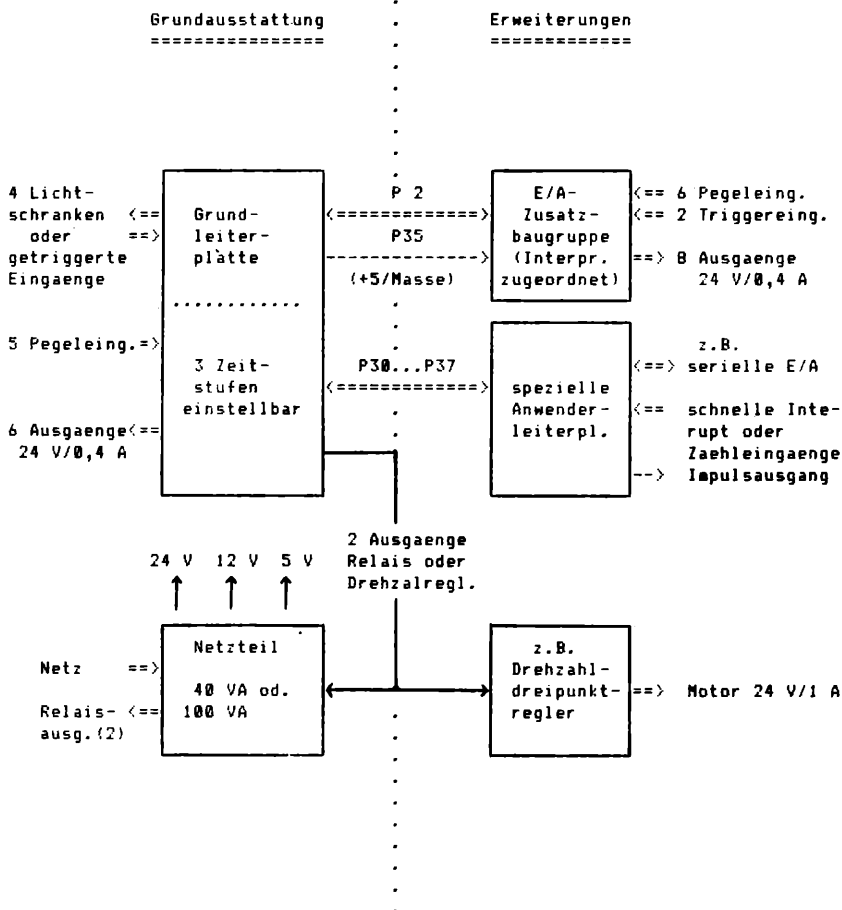 Grundausstattung
Erweiterungen
4 Licht-
schranken <==
oder ==>
getriggerte
Eingaenge
5 Pegeleing.=>
6 Ausgaenge<==
24 V/0,4 A
Grund-
leiter-
platte
............
3 Zeit-
stufen
einstellbar
P 2
<=============>
P35
------------->
(+5/Masse)
P30...P37
<=============>
E/A-
Zusatz-
baugruppe
(Interpr.
zugeordnet)
<== 6 Pegeleing.
<== 2 Triggereing.
==> 8 Ausgaenge
24 V/0,4 A
spezielle
Anwender-
leiterpl.
z.B.
<==> serielle E/A
<== schnelle Inte-
rupt oder
Zaehleingaenge
--> Impulsausgang
2 Ausgaenge
Relais oder
Drehzalregl.
24 V 12 V 5 V
Netz ==>
Relais- <==
ausg.(2)
Netzteil
40 VA od.
100 VA
z.B.
Drehzahl-
dreipunkt-
regler
==> Motor 24 V/1 A